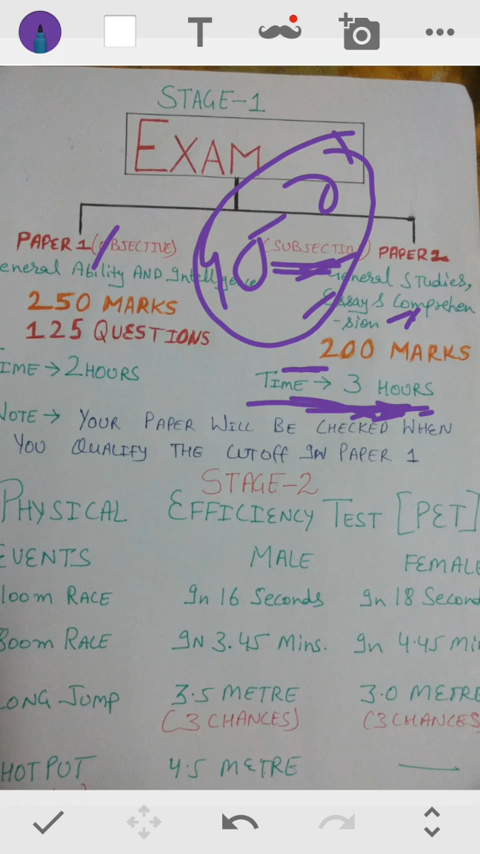 STAGE-1
EXAM
PAPER 1 (OBJECTIVE)
(SUBSECTIVE) PAPER 2
eneral Ability AND Intelligence
General STudies,
Essay & Comprehen
-sion
250 MARKS
125 QUESTIONS
200 MARKS
IME → 2 HOURS
TIME → 3 HOURS
NOTE → YOUR PAPER WILL BE CHECKED WHEN
YOU QUALIFY THE CUTOFF IN PAPER 1
STAGE-2
PHYSICAL EFFICIENCY TEST [PET]
EVENTS MALE FEMALE
100m RACE In 16 Seconds In 18 Second
800m RACE IN 3.45 Mins. In 4.45 Mi
LONG-JUMP 3.5 METRE 3.0 METRE
(3 CHANCES) (3 CHANCES
HOT PUT 4.5 METRE —